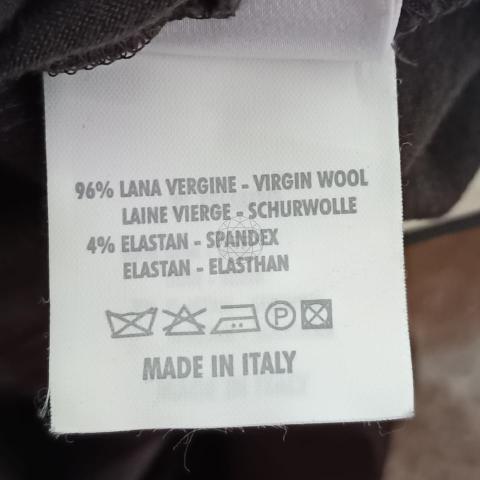 96% LANA VERGINE - VIRGIN WOOL
LAINE VIERGE - SCHURWOLLE
4% ELASTAN - SPANDEX
ELASTAN - ELASTHAN
P
MADE IN ITALY